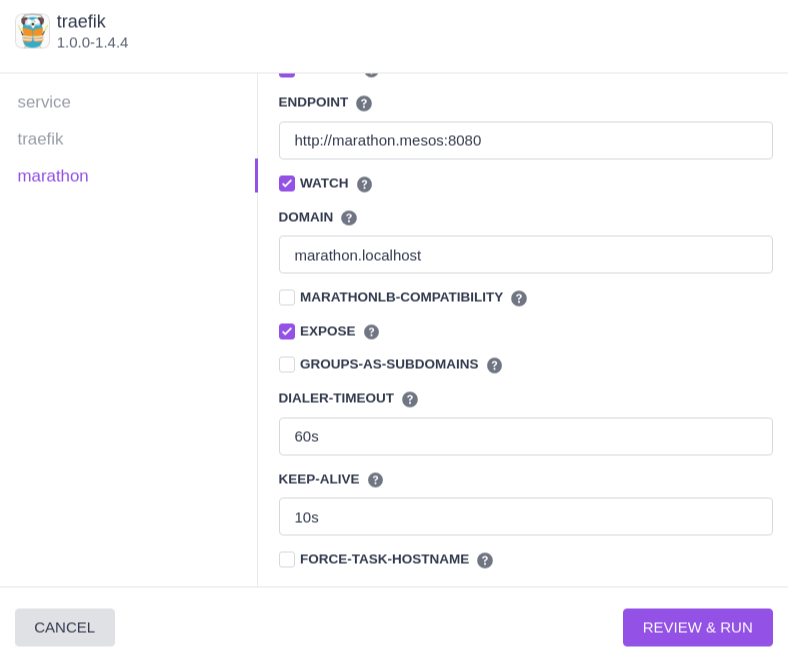 traefik
1.0.0-1.4.4
service
traefik
marathon
ENDPOINT ?
http://marathon.mesos:8080
WATCH ?
DOMAIN ?
marathon.localhost
MARATHONLB-COMPATIBILITY ?
EXPOSE ?
GROUPS-AS-SUBDOMAINS ?
DIALER-TIMEOUT ?
60s
KEEP-ALIVE ?
10s
FORCE-TASK-HOSTNAME ?
CANCEL
REVIEW & RUN